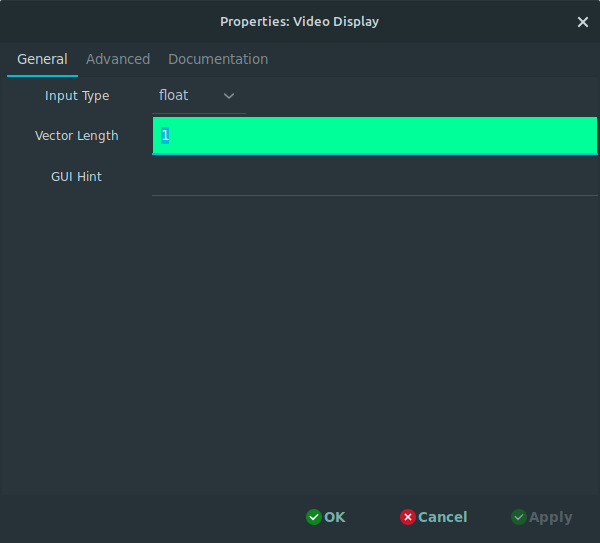 Properties: Video Display
General Advanced Documentation
Input Type float
Vector Length 1
GUI Hint
OK Cancel Apply